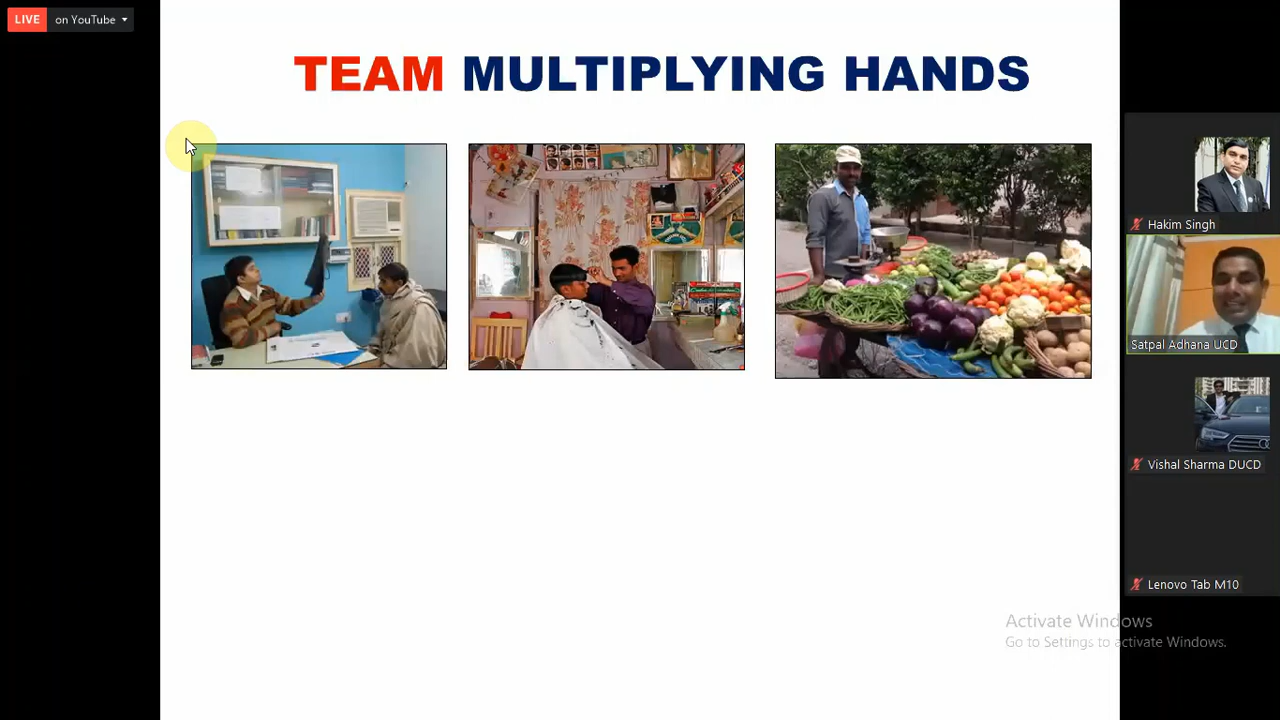 LIVE on YouTube
TEAM MULTIPLYING HANDS
Hakim Singh
Satpal Adhana UCD
Vishal Sharma DUCD
Lenovo Tab M10
Activate Windows
Go to Settings to activate Windows.